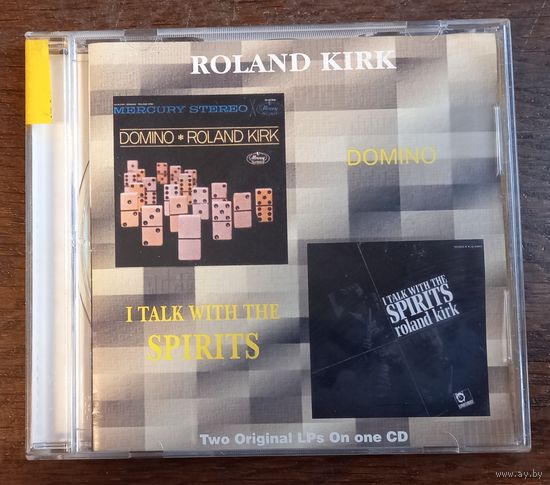 ROLAND KIRK
MERCURY STEREO
DOMINO * ROLAND KIRK
DOMINO
I TALK WITH THE
SPIRITS
I TALK WITH THE
SPIRITS
roland kirk
Two Original LPs On one CD
www.ay.by